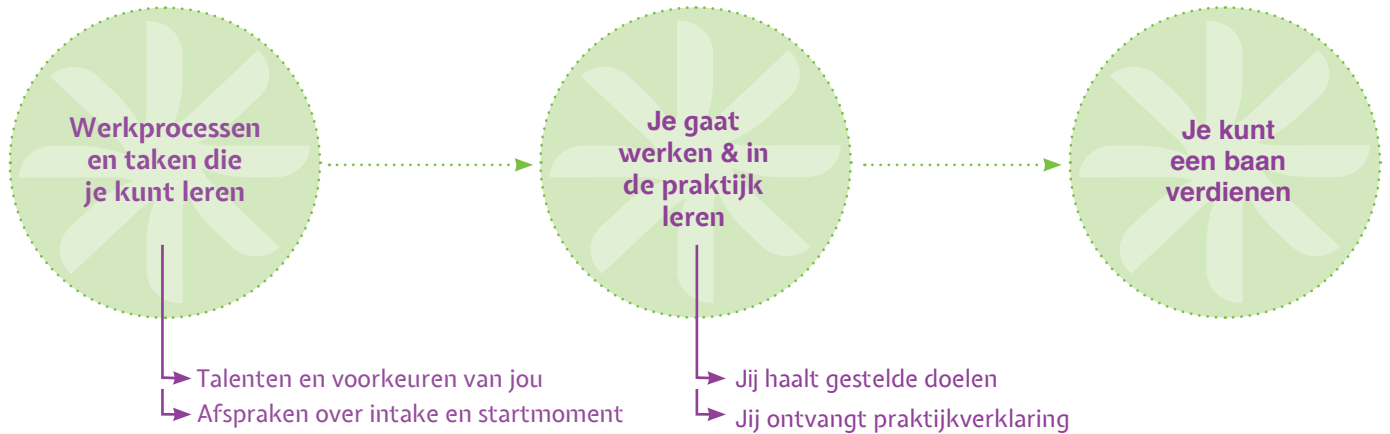 Werkprocessen
en taken die
je kunt leren
Talenten en voorkeuren van jou
Afspraken over intake en startmoment
Je gaat
werken & in
de praktijk
leren
Jij haalt gestelde doelen
Jij ontvangt praktijkverklaring
Je kunt
een baan
verdienen